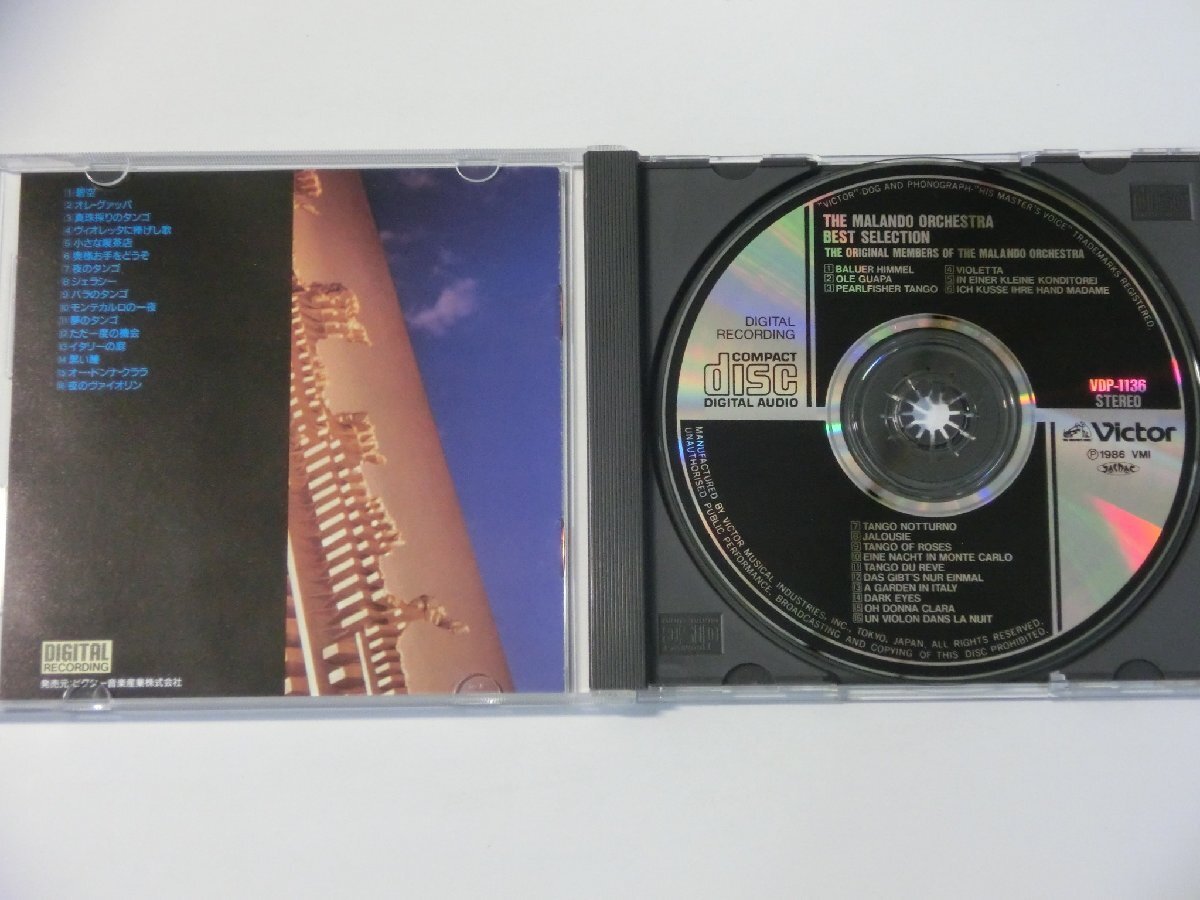 1 碧空
2 オレ・グァッパ
3 真珠採りのタンゴ
4 ヴィオレッタに捧げし歌
5 小さな喫茶店
6 奥様お手をどうぞ
7 夜のタンゴ
8 ジェラシー
9 バラのタンゴ
10 モンテカルロの一夜
11 夢のタンゴ
12 ただ一度の機会
13 イタリーの庭
14 黒い瞳
15 オー・ドンナ・クララ
16 夜のヴァイオリン
DIGITAL
RECORDING
発売元:ビクター音楽産業株式会社
"VICTOR"-DOG AND PHONOGRAPH-"HIS MASTER'S VOICE"-TRADEMARKS REGISTERED.
THE MALANDO ORCHESTRA
BEST SELECTION
THE ORIGINAL MEMBERS OF THE MALANDO ORCHESTRA
1 BALUER HIMMEL
2 OLE GUAPA
3 PEARLFISHER TANGO
4 VIOLETTA
5 IN EINER KLEINE KONDITOREI
6 ICH KUSSE IHRE HAND MADAME
DIGITAL
RECORDING
COMPACT
disc
DIGITAL AUDIO
VDP-1136
STEREO
Victor
Ⓟ1986 VMI
7 TANGO NOTTURNO
8 JALOUSIE
9 TANGO OF ROSES
10 EINE NACHT IN MONTE CARLO
11 TANGO DU REVE
12 DAS GIBT'S NUR EINMAL
13 A GARDEN IN ITALY
14 DARK EYES
15 OH DONNA CLARA
16 UN VIOLON DANS LA NUIT
MANUFACTURED BY VICTOR MUSICAL INDUSTRIES, INC., TOKYO, JAPAN, ALL RIGHTS RESERVED.
UNAUTHORISED PUBLIC PERFORMANCE, BROADCASTING AND COPYING OF THIS DISC PROHIBITED.